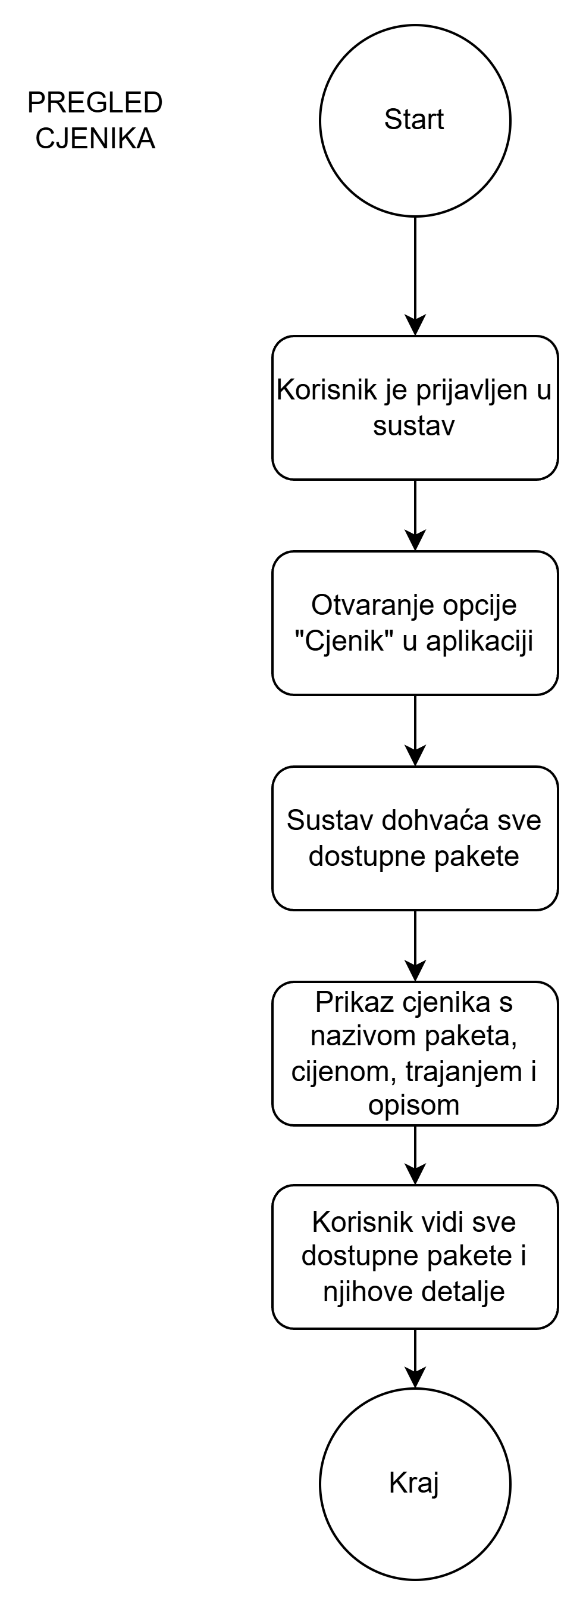 PREGLED
CJENIKA
Start
Korisnik je prijavljen u
sustav
Otvaranje opcije
"Cjenik" u aplikaciji
Sustav dohvaća sve
dostupne pakete
Prikaz cjenika s
nazivom paketa,
cijenom, trajanjem i
opisom
Korisnik vidi sve
dostupne pakete i
njihove detalje
Kraj